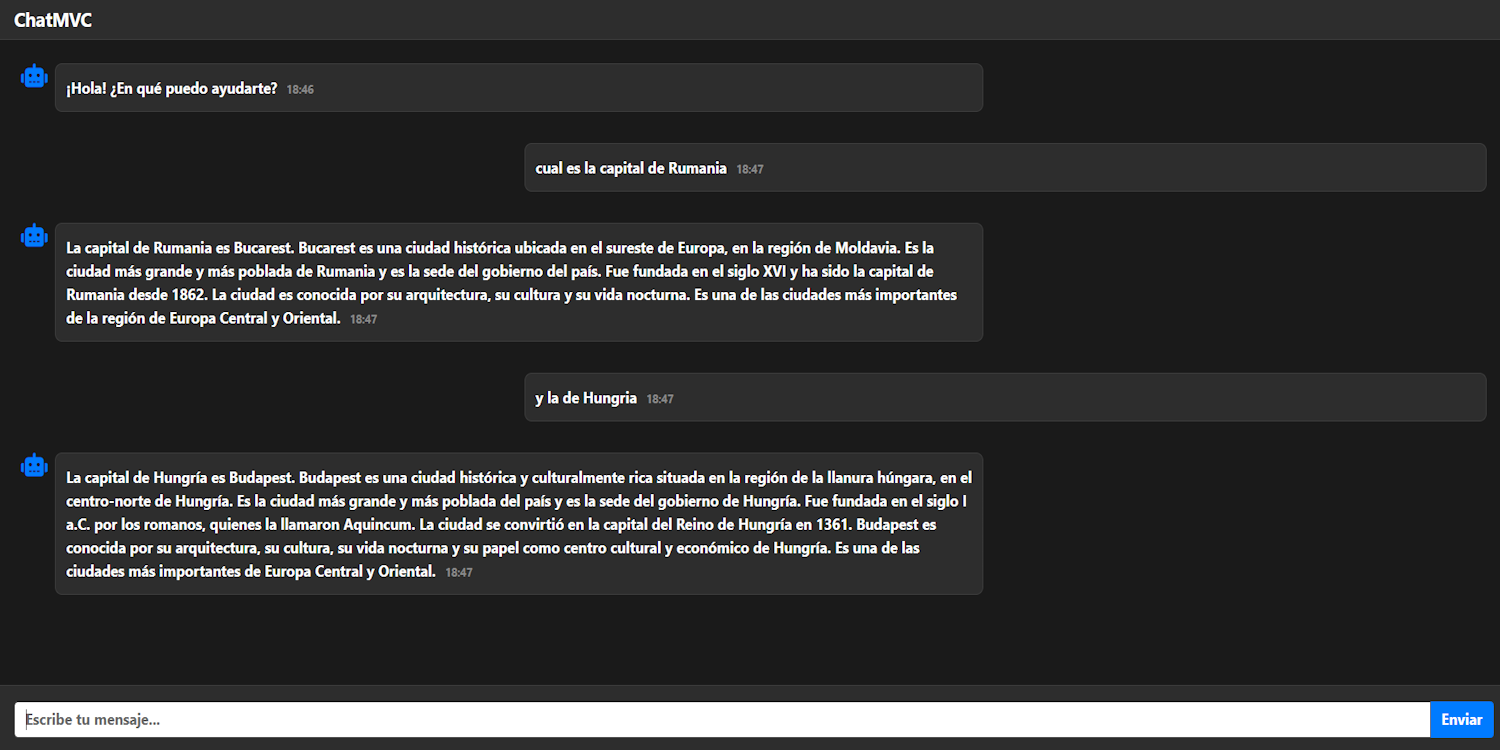 ChatMVC
¡Hola! ¿En qué puedo ayudarte? 18:46
cual es la capital de Rumania 18:47
La capital de Rumania es Bucarest. Bucarest es una ciudad histórica ubicada en el sureste de Europa, en la región de Moldavia. Es la
ciudad más grande y más poblada de Rumania y es la sede del gobierno del país. Fue fundada en el siglo XVI y ha sido la capital de
Rumania desde 1862. La ciudad es conocida por su arquitectura, su cultura y su vida nocturna. Es una de las ciudades más importantes
de la región de Europa Central y Oriental. 18:47
y la de Hungria 18:47
La capital de Hungría es Budapest. Budapest es una ciudad histórica y culturalmente rica situada en la región de la llanura húngara, en el
centro-norte de Hungría. Es la ciudad más grande y más poblada del país y es la sede del gobierno de Hungría. Fue fundada en el siglo I
a.C. por los romanos, quienes la llamaron Aquincum. La ciudad se convirtió en la capital del Reino de Hungría en 1361. Budapest es
conocida por su arquitectura, su cultura, su vida nocturna y su papel como centro cultural y económico de Hungría. Es una de las
ciudades más importantes de Europa Central y Oriental. 18:47
Escribe tu mensaje... Enviar